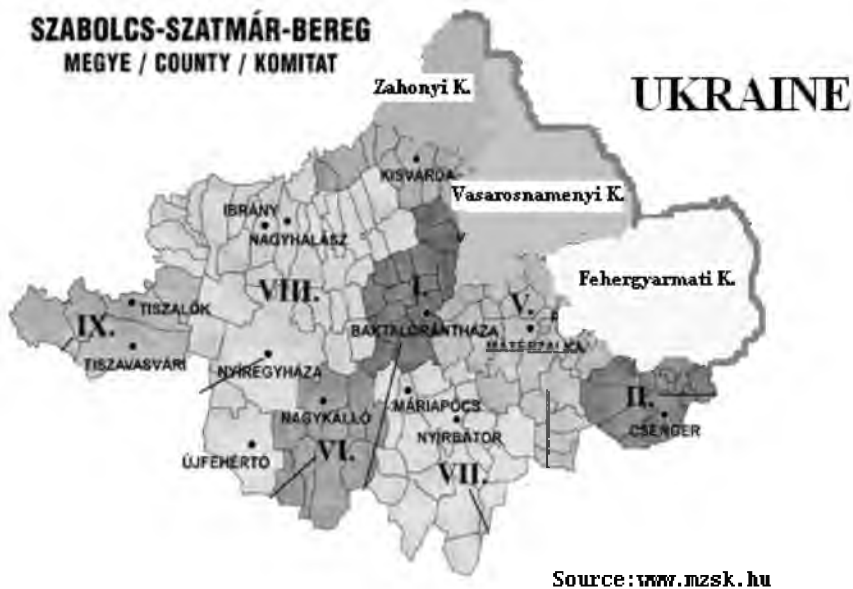 SZABOLCS-SZATMÁR-BEREG
MEGYE / COUNTY / KOMITAT
Zahonyi K.
UKRAINE
KISVÁRDA
Vasarosnamenyi K.
IBRÁNY
NAGYHALÁSZ
V
Fehergyarmati K.
VIII.
I.
V.
TISZALÖK
IX.
BAKTALÓRÁNTHÁZA
MÁTÉSZALKA
TISZAVASVÁRI
NYÍREGYHÁZA
MÁRIAPÓCS
II.
NAGYKÁLLÓ
NYÍRBÁTOR
CSENGER
ÚJFEHÉRTÓ
VI.
VII.
Source:www.mzsk.hu